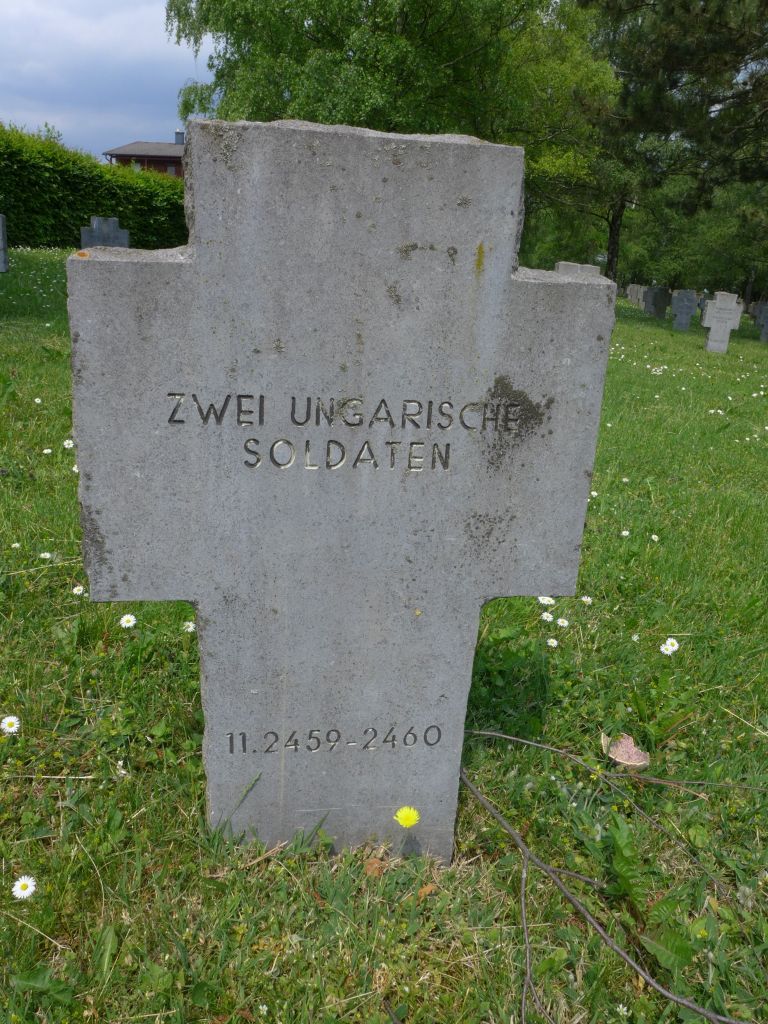 ZWEI UNGARISCHE
SOLDATEN
11.2459-2460